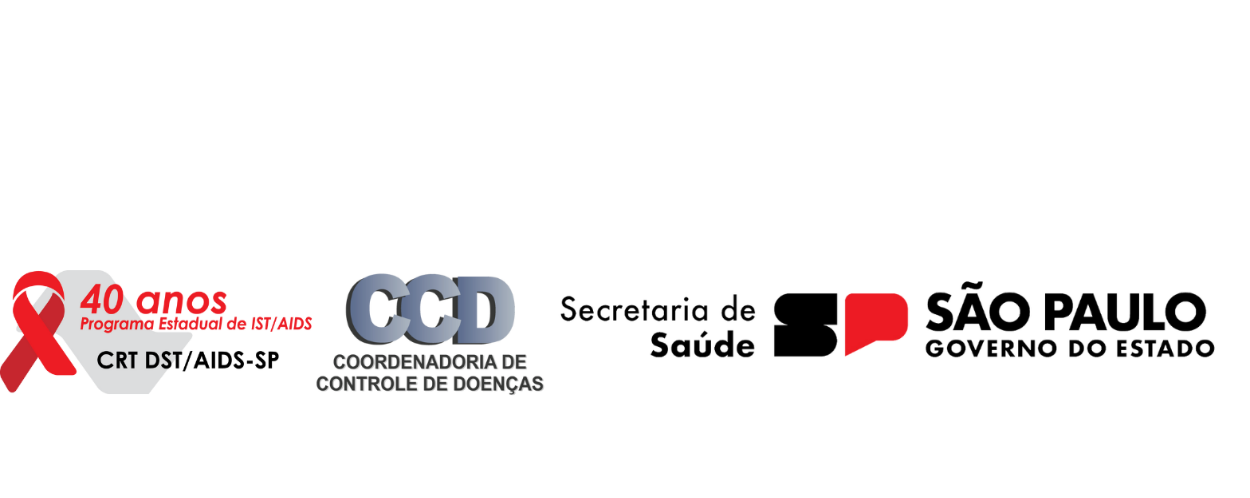 40 anos
Programa Estadual de IST/AIDS
CRT DST/AIDS-SP
CCD
COORDENADORIA DE
CONTROLE DE DOENÇAS
Secretaria de
Saúde
SP
SÃO PAULO
GOVERNO DO ESTADO